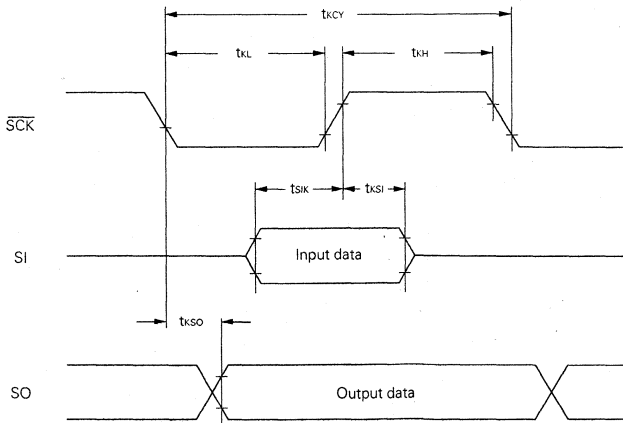 tKCY
tKL
tKH
SCK
tSIK
tKSI
SI
Input data
tKSO
SO
Output data